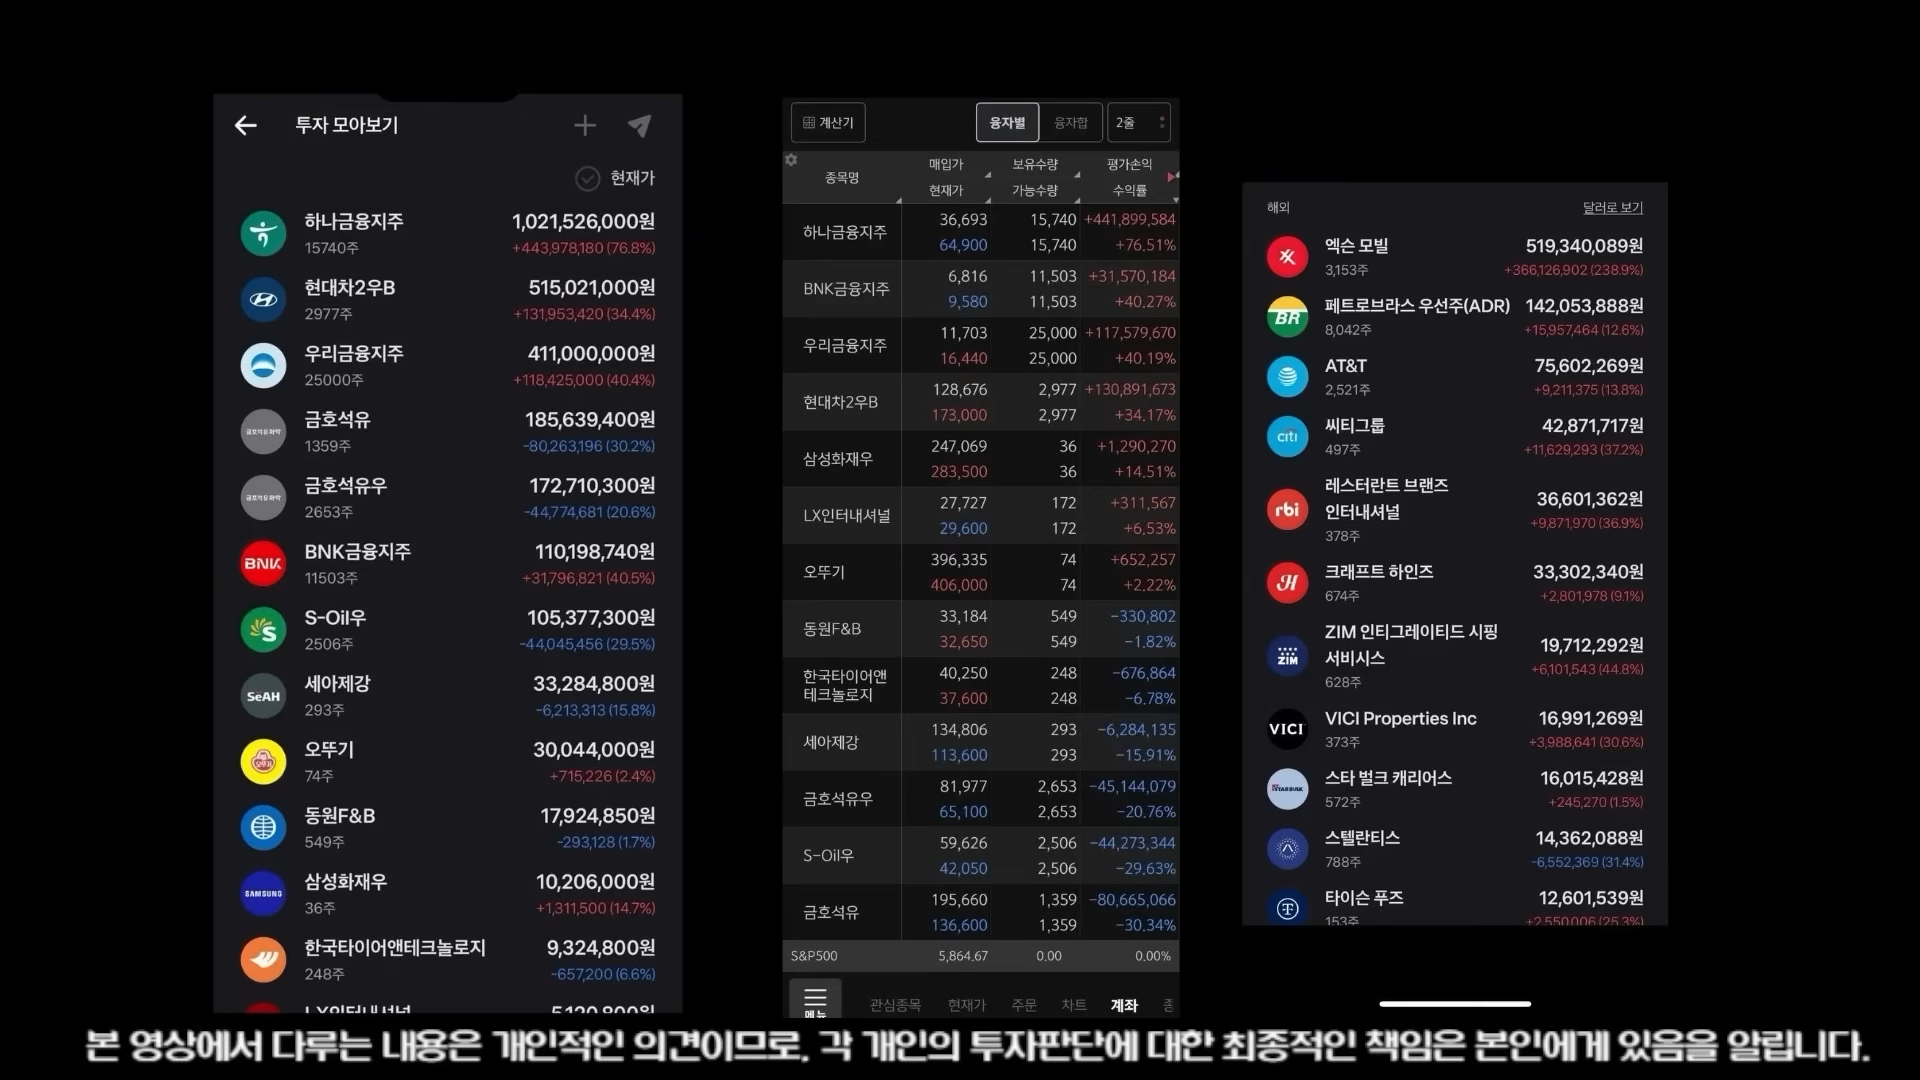 투자 모아보기
현재가
하나금융지주 1,021,526,000원
15740주 +443,978,180 (76.8%)
현대차2우B 515,021,000원
2977주 +131,953,420 (34.4%)
우리금융지주 411,000,000원
25000주 +118,425,000 (40.4%)
금호석유 185,639,400원
1359주 -80,263,196 (30.2%)
금호석유우 172,710,300원
2653주 -44,774,681 (20.6%)
BNK
BNK금융지주 110,198,740원
11503주 +31,796,821 (40.5%)
S-Oil우 105,377,300원
2506주 -44,045,456 (29.5%)
SeAH
세아제강 33,284,800원
293주 -6,213,313 (15.8%)
오뚜기 30,044,000원
74주 +715,226 (2.4%)
동원F&B 17,924,850원
549주 -293,128 (1.7%)
SAMSUNG
삼성화재우 10,206,000원
36주 +1,311,500 (14.7%)
한국타이어앤테크놀로지 9,324,800원
248주 -657,200 (6.6%)
계산기 융자별 융자합 2줄
종목명 매입가 보유수량 평가손익
현재가 가능수량 수익률
하나금융지주 36,693 15,740 +441,899,584
64,900 15,740 +76.51%
BNK금융지주 6,816 11,503 +31,570,184
9,580 11,503 +40.27%
우리금융지주 11,703 25,000 +117,579,670
16,440 25,000 +40.19%
현대차2우B 128,676 2,977 +130,891,673
173,000 2,977 +34.17%
삼성화재우 247,069 36 +1,290,270
283,500 36 +14.51%
LX인터내셔널 27,727 172 +311,567
29,600 172 +6.53%
오뚜기 396,335 74 +652,257
406,000 74 +2.22%
동원F&B 33,184 549 -330,802
32,650 549 -1.82%
한국타이어앤 40,250 248 -676,864
테크놀로지 37,600 248 -6.78%
세아제강 134,806 293 -6,284,135
113,600 293 -15.91%
금호석유우 81,977 2,653 -45,144,079
65,100 2,653 -20.76%
S-Oil우 59,626 2,506 -44,273,344
42,050 2,506 -29.63%
금호석유 195,660 1,359 -80,665,066
136,600 1,359 -30.34%
S&P500 5,864.67 0.00 0.00%
메뉴 관심종목 현재가 주문 차트 계좌 종
해외 달러로 보기
엑슨 모빌 519,340,089원
3,153주 +366,126,902 (238.9%)
BR
페트로브라스 우선주(ADR) 142,053,888원
8,042주 +15,957,464 (12.6%)
AT&T 75,602,269원
2,521주 +9,211,375 (13.8%)
citi
씨티그룹 42,871,717원
497주 +11,629,293 (37.2%)
rbi
레스터란트 브랜즈
인터내셔널 36,601,362원
378주 +9,871,970 (36.9%)
크래프트 하인즈 33,302,340원
674주 +2,801,978 (9.1%)
ZIM
ZIM 인티그레이티드 시핑
서비시스 19,712,292원
628주 +6,101,543 (44.8%)
VICI
VICI Properties Inc 16,991,269원
373주 +3,988,641 (30.6%)
STARBULK
스타 벌크 캐리어스 16,015,428원
572주 +245,270 (1.5%)
스텔란티스 14,362,088원
788주 -6,552,369 (31.4%)
타이슨 푸즈 12,601,539원
153주 +2,550,006 (25.3%)
본 영상에서 다루는 내용은 개인적인 의견이므로, 각 개인의 투자판단에 대한 최종적인 책임은 본인에게 있음을 알립니다.